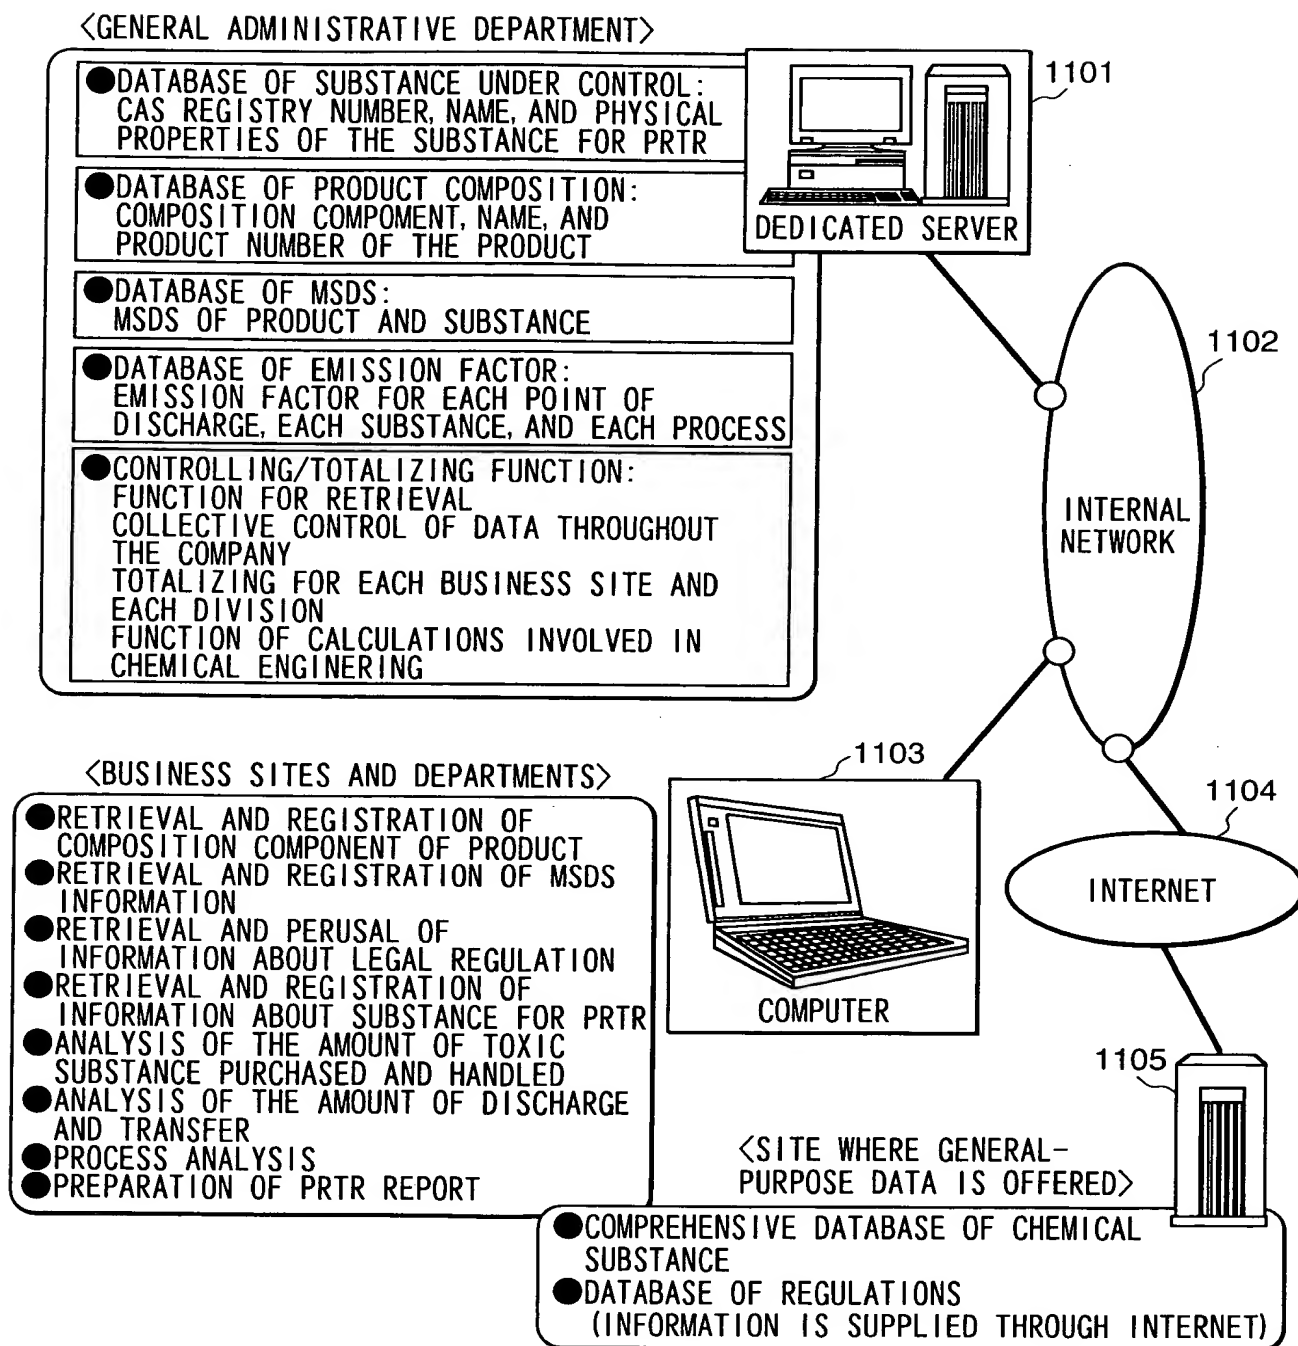 <GENERAL ADMINISTRATIVE DEPARTMENT>
●DATABASE OF SUBSTANCE UNDER CONTROL:
CAS REGISTRY NUMBER, NAME, AND PHYSICAL
PROPERTIES OF THE SUBSTANCE FOR PRTR
●DATABASE OF PRODUCT COMPOSITION:
COMPOSITION COMPOMENT, NAME, AND
PRODUCT NUMBER OF THE PRODUCT
●DATABASE OF MSDS:
MSDS OF PRODUCT AND SUBSTANCE
●DATABASE OF EMISSION FACTOR:
EMISSION FACTOR FOR EACH POINT OF
DISCHARGE, EACH SUBSTANCE, AND EACH PROCESS
●CONTROLLING/TOTALIZING FUNCTION:
FUNCTION FOR RETRIEVAL
COLLECTIVE CONTROL OF DATA THROUGHOUT
THE COMPANY
TOTALIZING FOR EACH BUSINESS SITE AND
EACH DIVISION
FUNCTION OF CALCULATIONS INVOLVED IN
CHEMICAL ENGINERING
1101
DEDICATED SERVER
1102
INTERNAL
NETWORK
<BUSINESS SITES AND DEPARTMENTS>
●RETRIEVAL AND REGISTRATION OF
COMPOSITION COMPONENT OF PRODUCT
●RETRIEVAL AND REGISTRATION OF MSDS
INFORMATION
●RETRIEVAL AND PERUSAL OF
INFORMATION ABOUT LEGAL REGULATION
●RETRIEVAL AND REGISTRATION OF
INFORMATION ABOUT SUBSTANCE FOR PRTR
●ANALYSIS OF THE AMOUNT OF TOXIC
SUBSTANCE PURCHASED AND HANDLED
●ANALYSIS OF THE AMOUNT OF DISCHARGE
AND TRANSFER
●PROCESS ANALYSIS
●PREPARATION OF PRTR REPORT
1103
COMPUTER
1104
INTERNET
1105
<SITE WHERE GENERAL-
PURPOSE DATA IS OFFERED>
●COMPREHENSIVE DATABASE OF CHEMICAL
SUBSTANCE
●DATABASE OF REGULATIONS
(INFORMATION IS SUPPLIED THROUGH INTERNET)